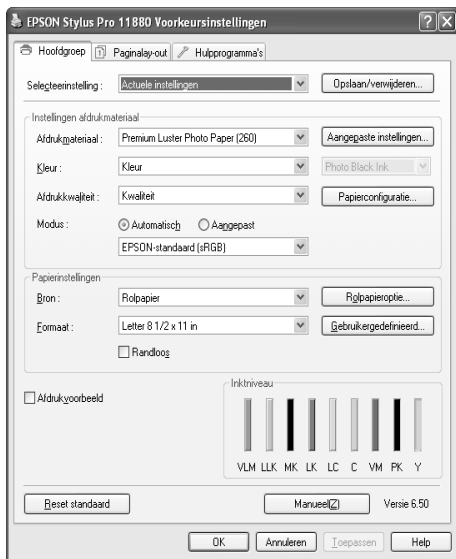 EPSON Stylus Pro 11880 Voorkeursinstellingen
Hoofdgroep Paginalay-out Hulpprogramma's
Selecteerinstelling : Actuele instellingen Opslaan/verwijderen...
Instellingen afdrukmateriaal
Afdrukmateriaal : Premium Luster Photo Paper (260) Aangepaste instellingen...
Kleur : Kleur Photo Black Ink
Afdrukkwaliteit : Kwaliteit Papierconfiguratie...
Modus : Automatisch Aangepast
EPSON-standaard (sRGB)
Papierinstellingen
Bron : Rolpapier Rolpapieroptie...
Formaat : Letter 8 1/2 x 11 in Gebruikergedefinieerd...
Randloos
Afdrukvoorbeeld
Inktniveau
VLM LLK MK LK LC C VM PK Y
Reset standaard Manueel(Z) Versie 6.50
OK Annuleren Toepassen Help